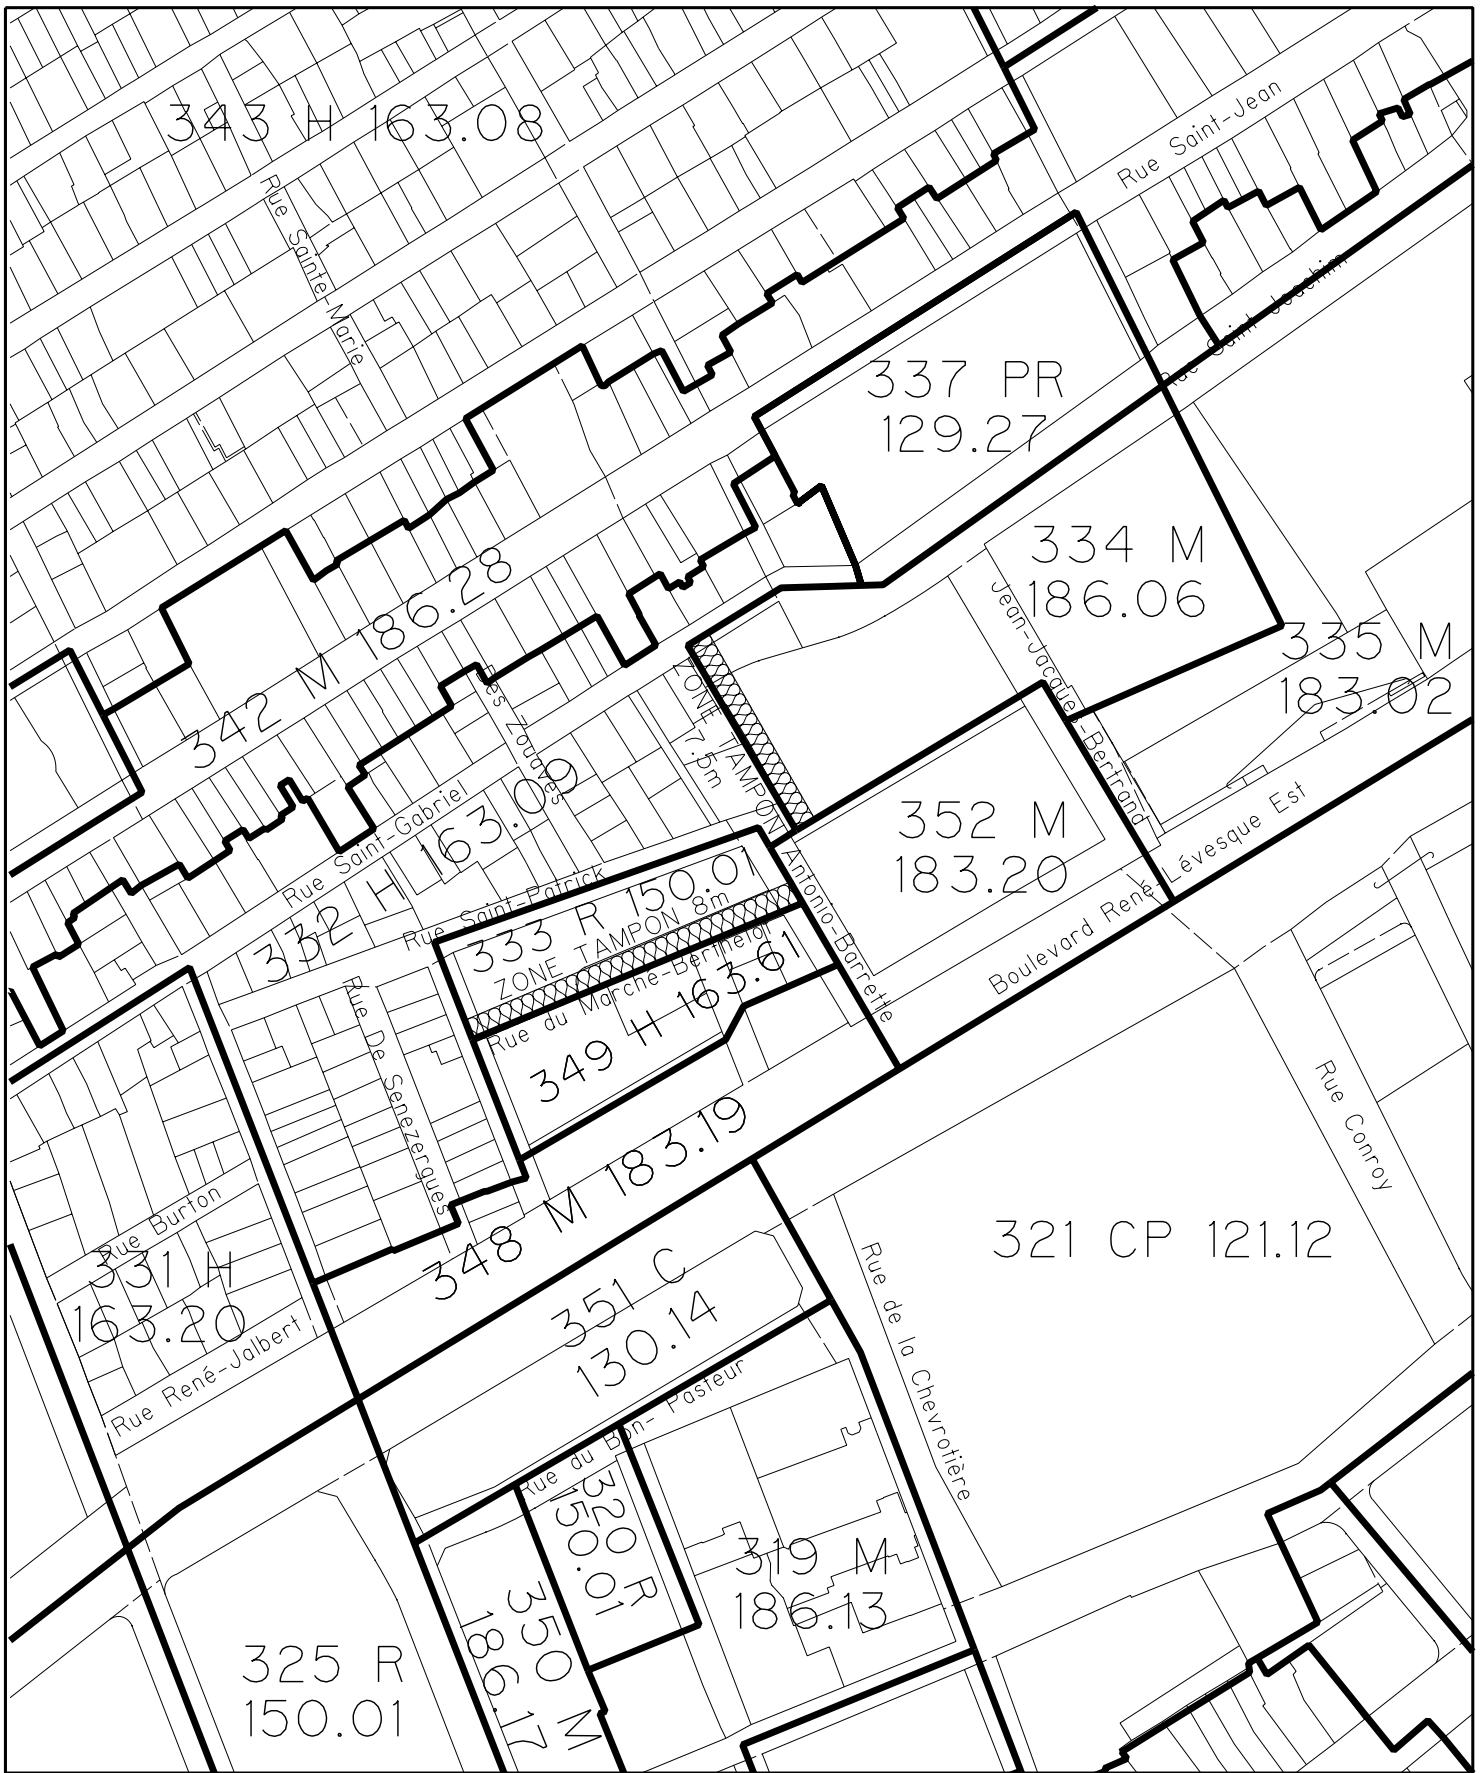 343 H 163.08
Rue Saint-Jean
Rue Sainte-Marie
Rue Saint-Joachim
337 PR
129.27
334 M
186.06
342 M 186.28
Jean-Jacques-Bertrand
335 M
183.02
des Zouaves
ZONE TAMPON
7.5m
Rue Saint-Gabriel
332 H 163.09
352 M
183.20
Boulevard René-Lévesque Est
Rue Saint-Patrick
333 R 150.01
ZONE TAMPON 8m
Antonio-Barrette
Rue du Marché-Berthelot
349 H 163.61
Rue De Senezergues
Rue Conroy
348 M 183.19
Rue Burton
331 H
163.20
321 CP 121.12
Rue de la Chevrotière
351 C
130.14
Rue René-Jalbert
Rue du Bon-Pasteur
320 R
150.01
319 M
186.13
350 M
186.17
325 R
150.01